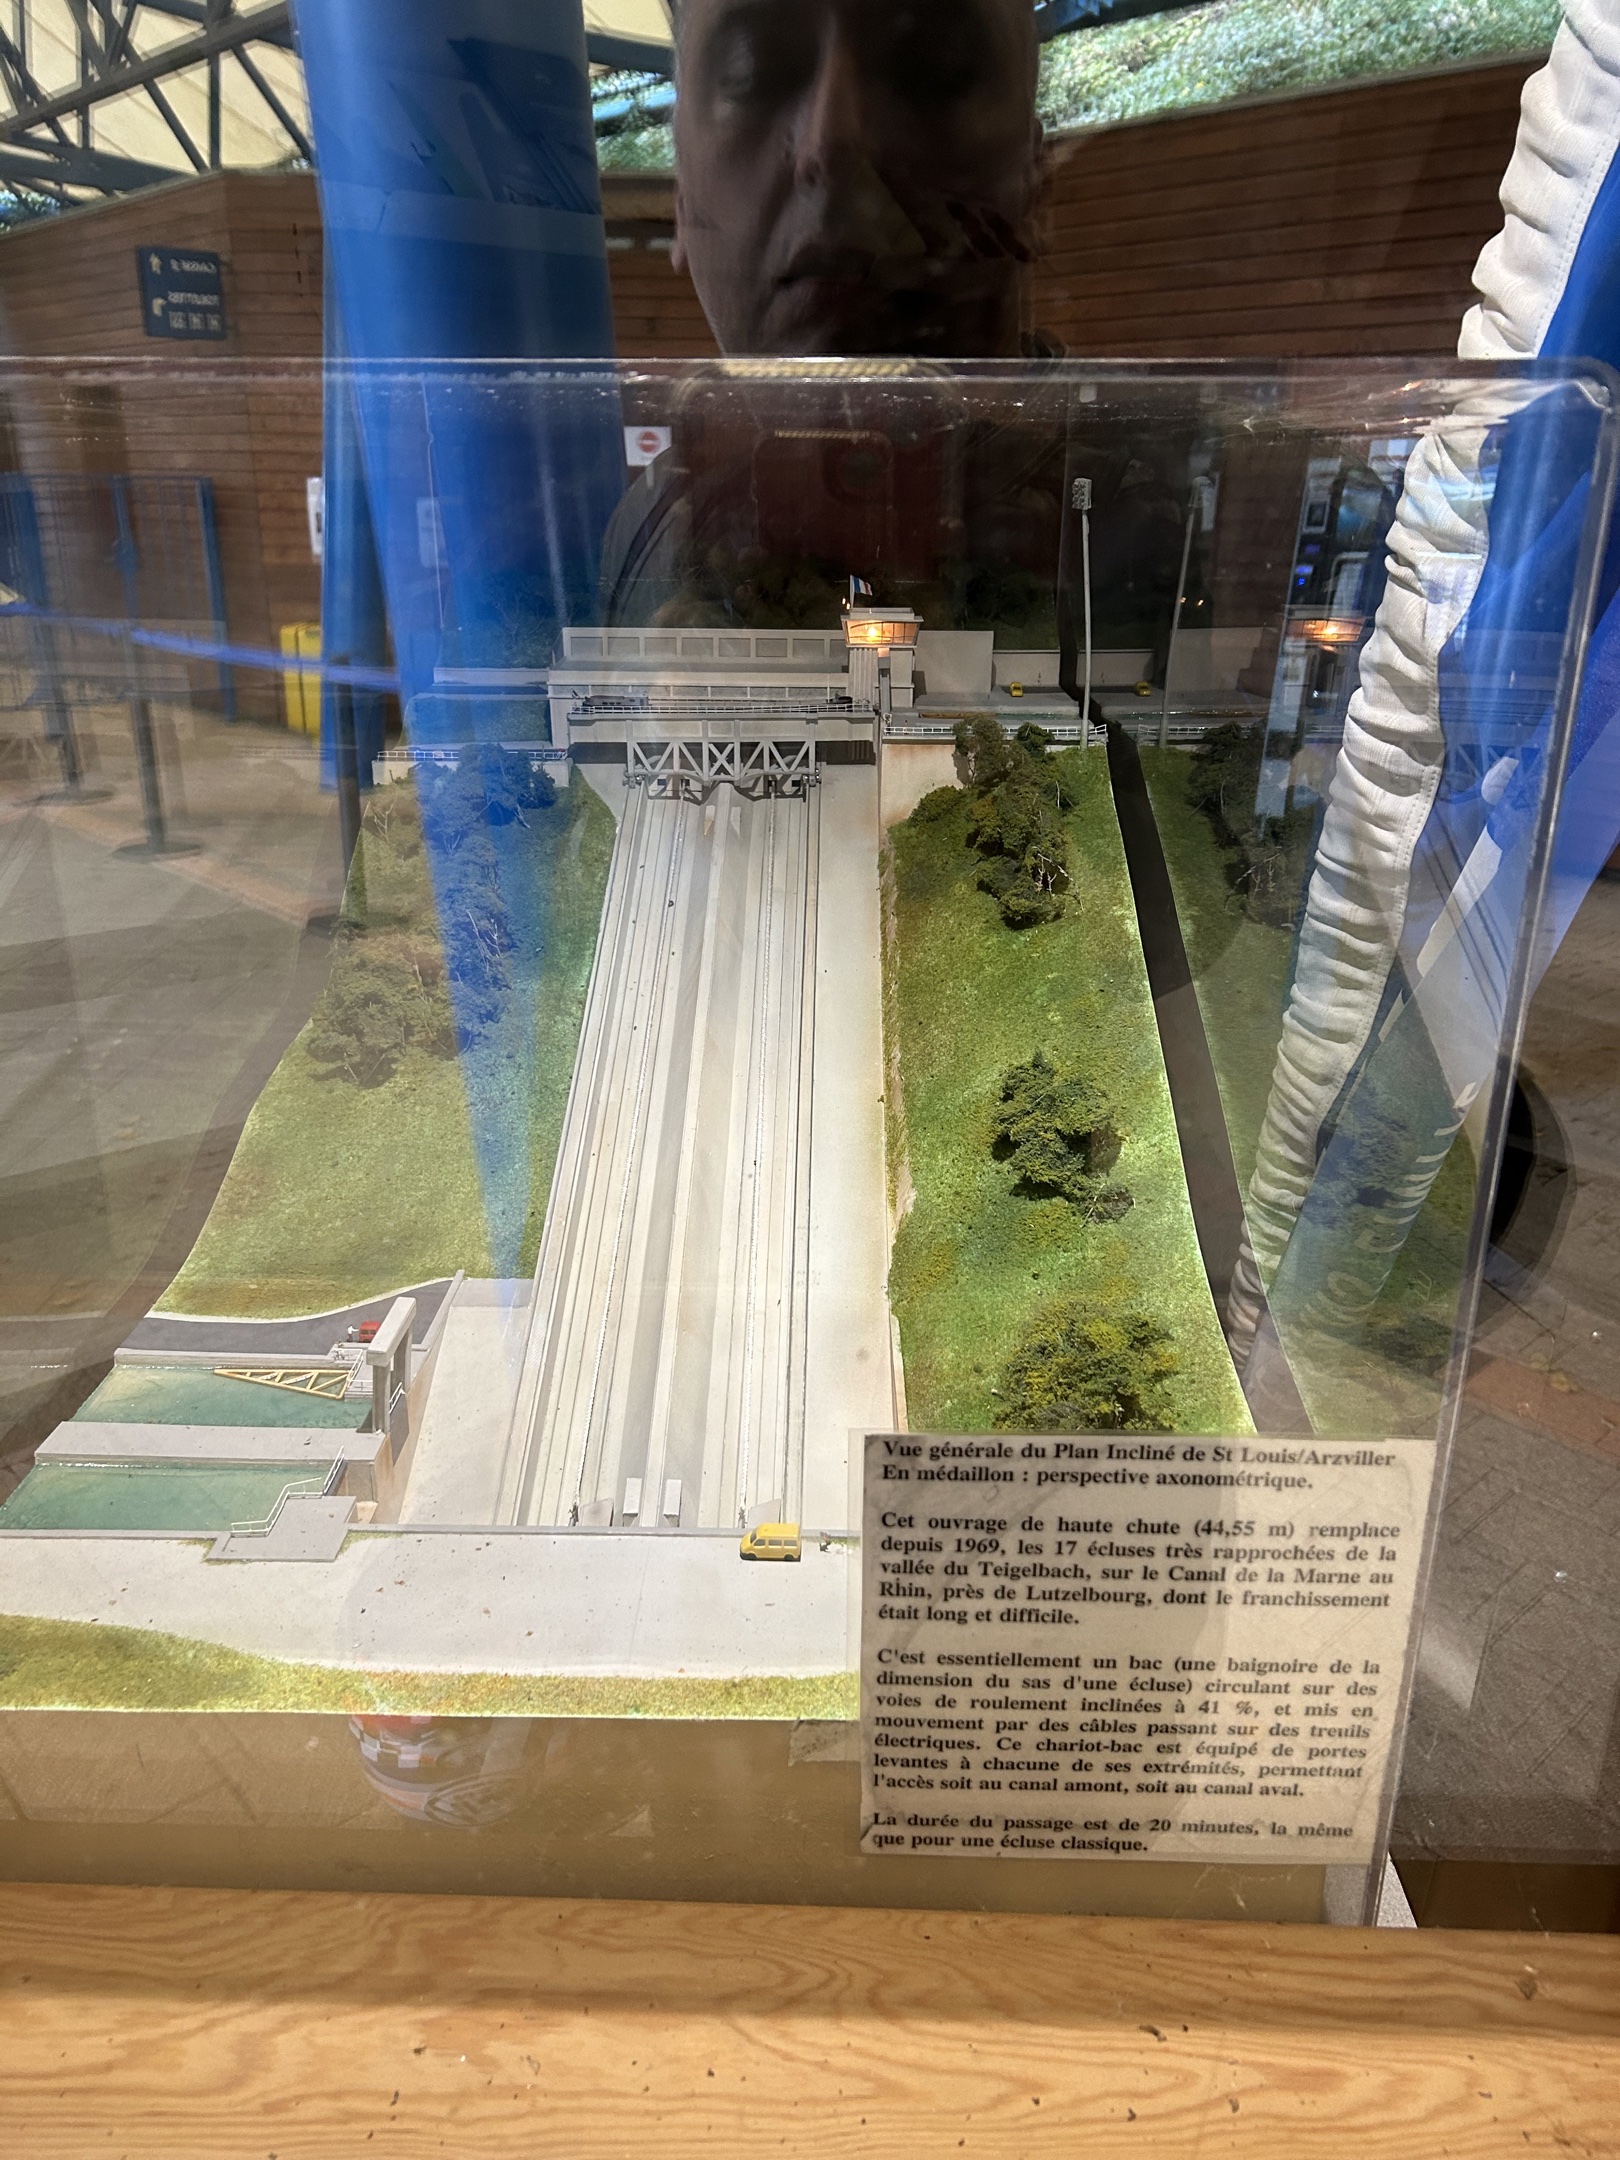 Vue générale du Plan Incliné de St Louis/Arzviller
En médaillon : perspective axonométrique.
Cet ouvrage de haute chute (44,55 m) remplace
depuis 1969, les 17 écluses très rapprochées de la
vallée du Teigelbach, sur le Canal de la Marne au
Rhin, près de Lutzelbourg, dont le franchissement
était long et difficile.
C'est essentiellement un bac (une baignoire de la
dimension du sas d'une écluse) circulant sur des
voies de roulement inclinées à 41 %, et mis en
mouvement par des câbles passant sur des treuils
électriques. Ce chariot-bac est équipé de portes
levantes à chacune de ses extrémités, permettant
l'accès soit au canal amont, soit au canal aval.
La durée du passage est de 20 minutes, la même
que pour une écluse classique.